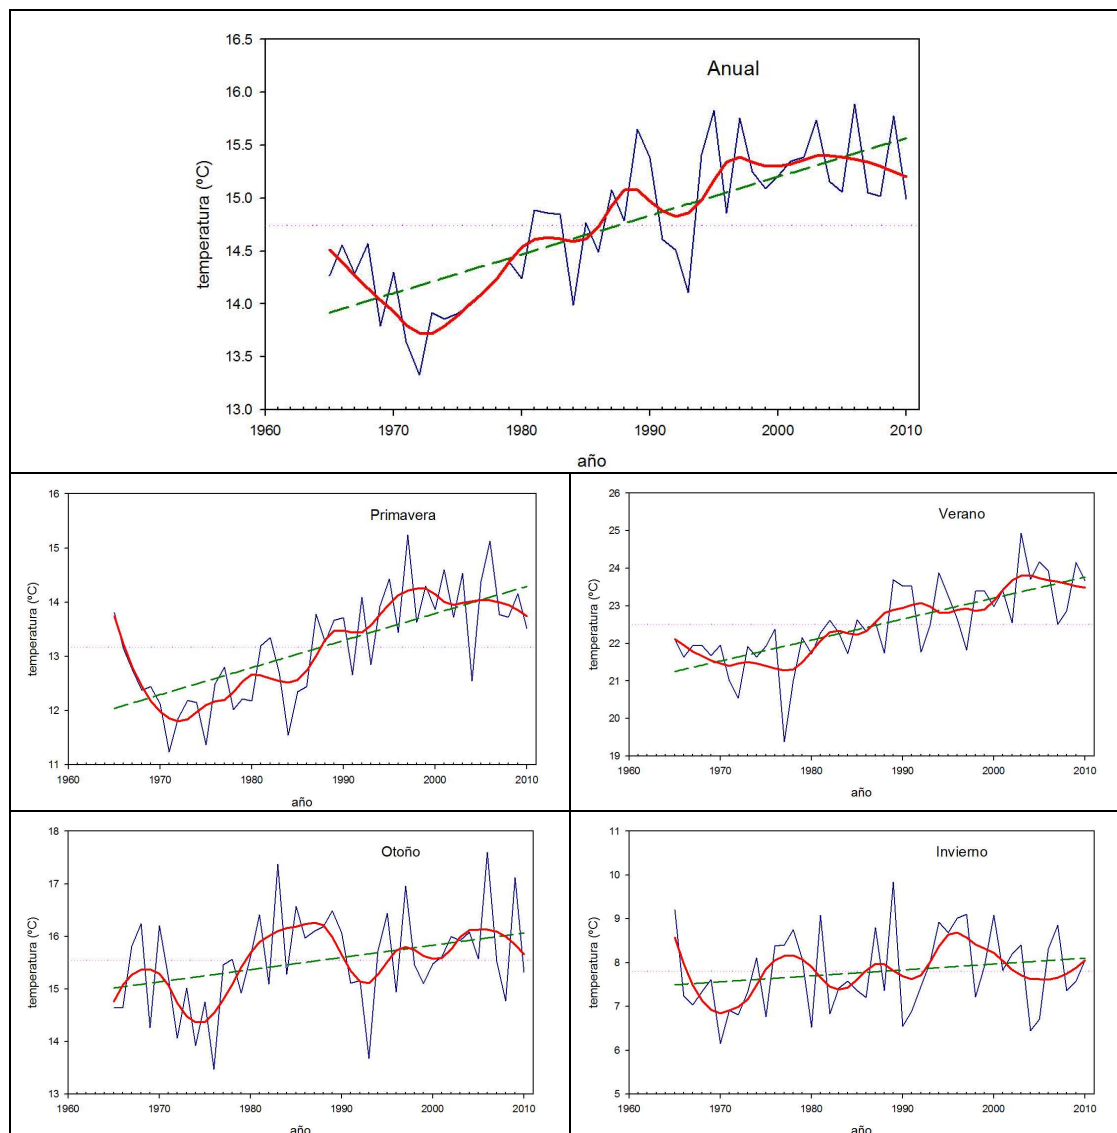 Anual
temperatura (ºC)
16.5
16.0
15.5
15.0
14.5
14.0
13.5
13.0
1960 1970 1980 1990 2000 2010
año
Primavera
temperatura (ºC)
16
15
14
13
12
11
1960 1970 1980 1990 2000 2010
año
Verano
temperatura (ºC)
26
25
24
23
22
21
20
19
1960 1970 1980 1990 2000 2010
año
Otoño
temperatura (ºC)
18
17
16
15
14
13
1960 1970 1980 1990 2000 2010
año
Invierno
temperatura (ºC)
11
10
9
8
7
6
5
1960 1970 1980 1990 2000 2010
año